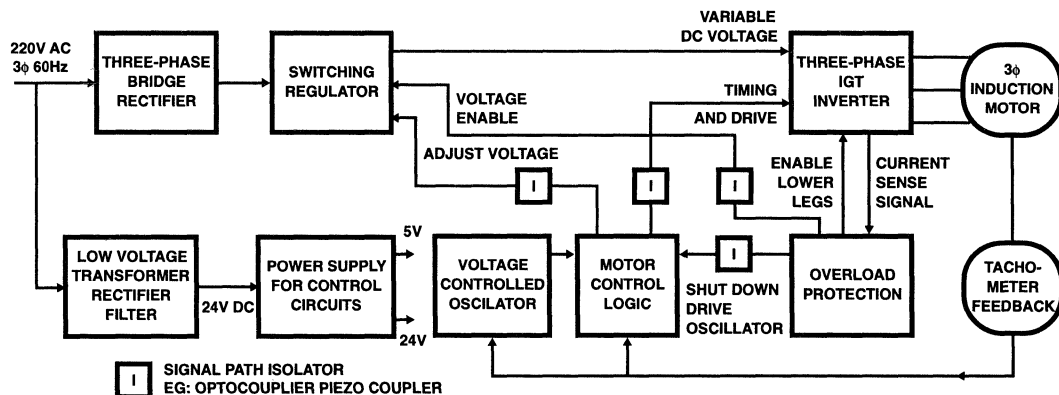 220V AC
3ϕ 60Hz
THREE-PHASE
BRIDGE
RECTIFIER
SWITCHING
REGULATOR
VARIABLE
DC VOLTAGE
THREE-PHASE
IGT
INVERTER
3ϕ
INDUCTION
MOTOR
VOLTAGE
ENABLE
TIMING
AND DRIVE
ADJUST VOLTAGE
I
I
I
ENABLE
LOWER
LEGS
CURRENT
SENSE
SIGNAL
LOW VOLTAGE
TRANSFORMER
RECTIFIER
FILTER
24V DC
POWER SUPPLY
FOR CONTROL
CIRCUITS
5V
24V
VOLTAGE
CONTROLLED
OSCILATOR
MOTOR
CONTROL
LOGIC
I
SHUT DOWN
DRIVE
OSCILLATOR
OVERLOAD
PROTECTION
TACHO-
METER
FEEDBACK
I
SIGNAL PATH ISOLATOR
EG: OPTOCOUPLIER PIEZO COUPLER